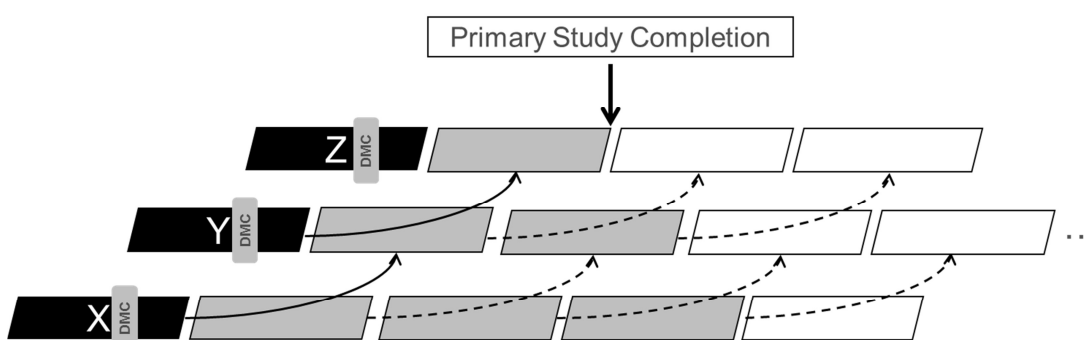 Primary Study Completion
Z DMC
Y DMC
..
X DMC